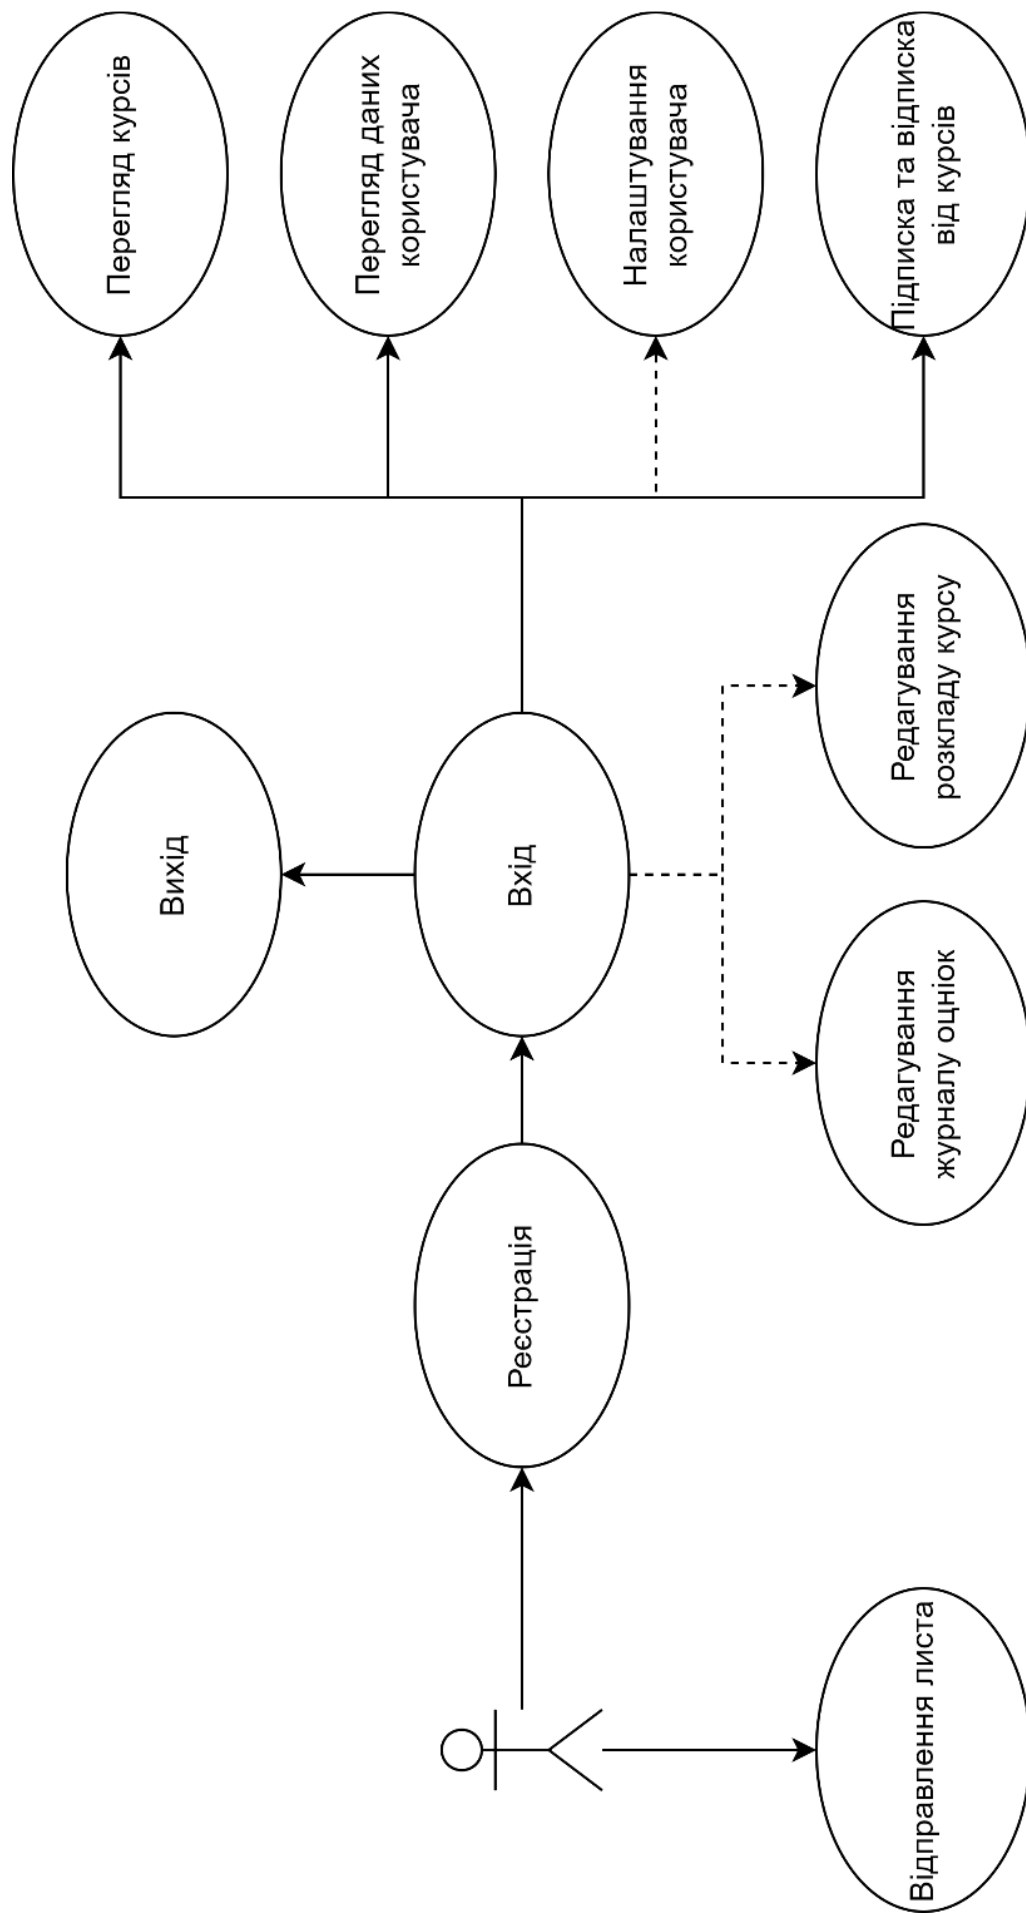 Перегляд курсів
Перегляд даних
користувача
Налаштування
користувача
Підписка та відписка
від курсів
Вихід
Вхід
Редагування
розкладу курсу
Редагування
журналу оцніок
Реєстрація
Відправлення листа